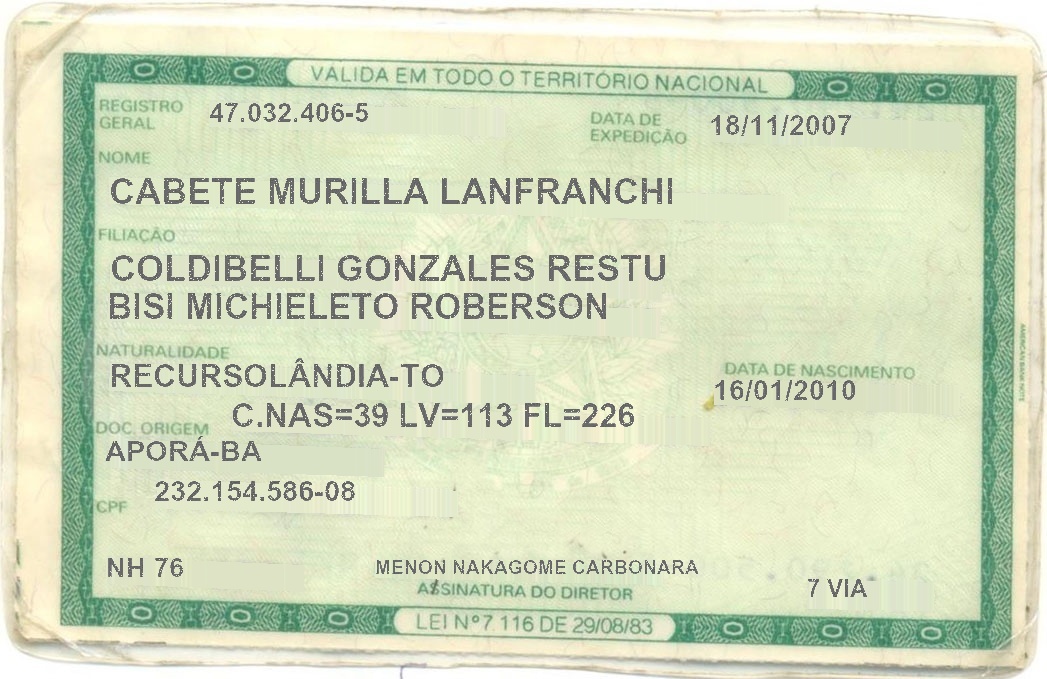 VALIDA EM TODO O TERRITÓRIO NACIONAL
REGISTRO GERAL 47.032.406-5 DATA DE EXPEDIÇÃO 18/11/2007
NOME
CABETE MURILLA LANFRANCHI
FILIAÇÃO
COLDIBELLI GONZALES RESTU
BISI MICHIELETO ROBERSON
NATURALIDADE DATA DE NASCIMENTO
RECURSOLÂNDIA-TO 16/01/2010
C.NAS=39 LV=113 FL=226
DOC. ORIGEM
APORÁ-BA
232.154.586-08
CPF
NH 76 MENON NAKAGOME CARBONARA
ASSINATURA DO DIRETOR 7 VIA
LEI Nº 7.116 DE 29/08/83